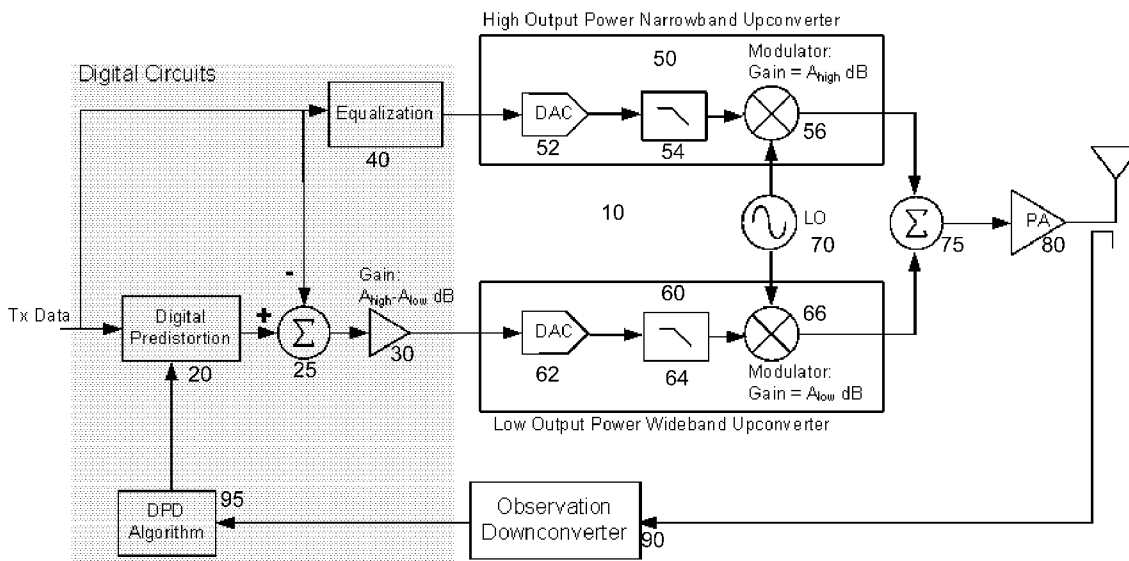 High Output Power Narrowband Upconverter
50
Modulator:
Gain = Ahigh dB
Digital Circuits
Equalization
40
DAC
52
54
56
10
LO
70
Σ
75
PA
80
Tx Data
Digital
Predistortion
20
-
+
Σ
25
Gain:
Ahigh-Alow dB
30
60
DAC
62
64
66
Modulator:
Gain = Alow dB
Low Output Power Wideband Upconverter
DPD
Algorithm
95
Observation
Downconverter
90